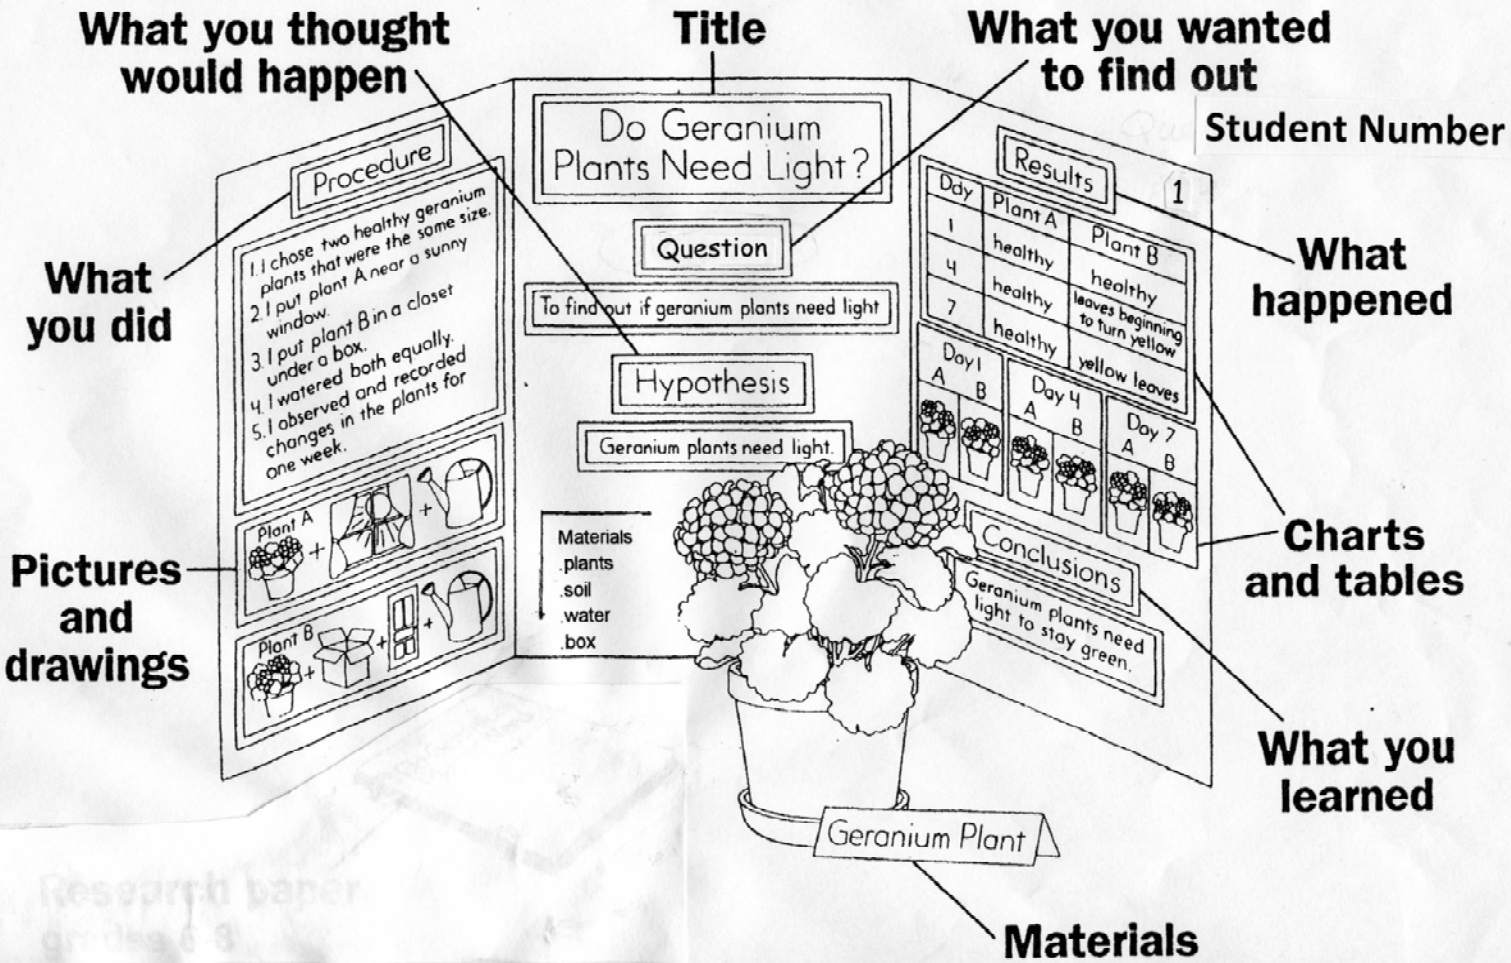 What you thought
would happen
Title
What you wanted
to find out
Student Number
1
Do Geranium
Plants Need Light?
Procedure
1. I chose two healthy geranium
plants that were the same size.
2. I put plant A near a sunny
window.
3. I put plant B in a closet
under a box.
4. I watered both equally.
5. I observed and recorded
changes in the plants for
one week.
What
you did
Plant A
+
+
Plant B
+
+
+
Pictures
and
drawings
Question
To find out if geranium plants need light
Hypothesis
Geranium plants need light.
Materials
.plants
.soil
.water
.box
Results
Day Plant A Plant B
1 healthy healthy
4 healthy leaves beginning
to turn yellow
7 healthy yellow leaves
Day 1
A B
Day 4
A B
Day 7
A B
What
happened
Charts
and tables
Conclusions
Geranium plants need
light to stay green.
What you
learned
Geranium Plant
Materials
Research paper
grades 6-8